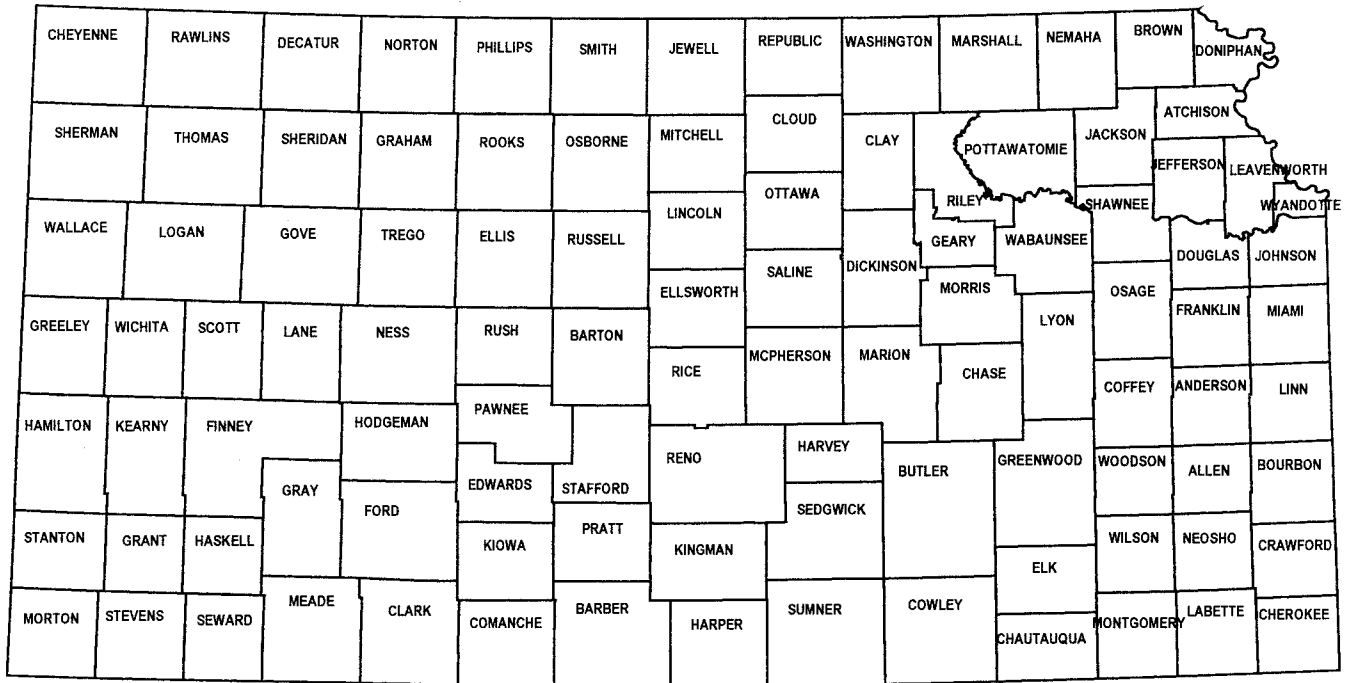 CHEYENNE
RAWLINS
DECATUR
NORTON
PHILLIPS
SMITH
JEWELL
REPUBLIC
WASHINGTON
MARSHALL
NEMAHA
BROWN
DONIPHAN
SHERMAN
THOMAS
SHERIDAN
GRAHAM
ROOKS
OSBORNE
MITCHELL
CLOUD
CLAY
POTTAWATOMIE
JACKSON
ATCHISON
JEFFERSON
LEAVENWORTH
WALLACE
LOGAN
GOVE
TREGO
ELLIS
RUSSELL
LINCOLN
OTTAWA
RILEY
SHAWNEE
WYANDOTTE
GEARY
WABAUNSEE
DOUGLAS
JOHNSON
ELLSWORTH
SALINE
DICKINSON
MORRIS
OSAGE
GREELEY
WICHITA
SCOTT
LANE
NESS
RUSH
BARTON
LYON
FRANKLIN
MIAMI
RICE
MCPHERSON
MARION
CHASE
COFFEY
ANDERSON
LINN
HAMILTON
KEARNY
FINNEY
HODGEMAN
PAWNEE
RENO
HARVEY
BUTLER
GREENWOOD
WOODSON
ALLEN
BOURBON
GRAY
FORD
EDWARDS
STAFFORD
SEDGWICK
STANTON
GRANT
HASKELL
KIOWA
PRATT
KINGMAN
WILSON
NEOSHO
CRAWFORD
ELK
MORTON
STEVENS
SEWARD
MEADE
CLARK
COMANCHE
BARBER
HARPER
SUMNER
COWLEY
CHAUTAUQUA
MONTGOMERY
LABETTE
CHEROKEE